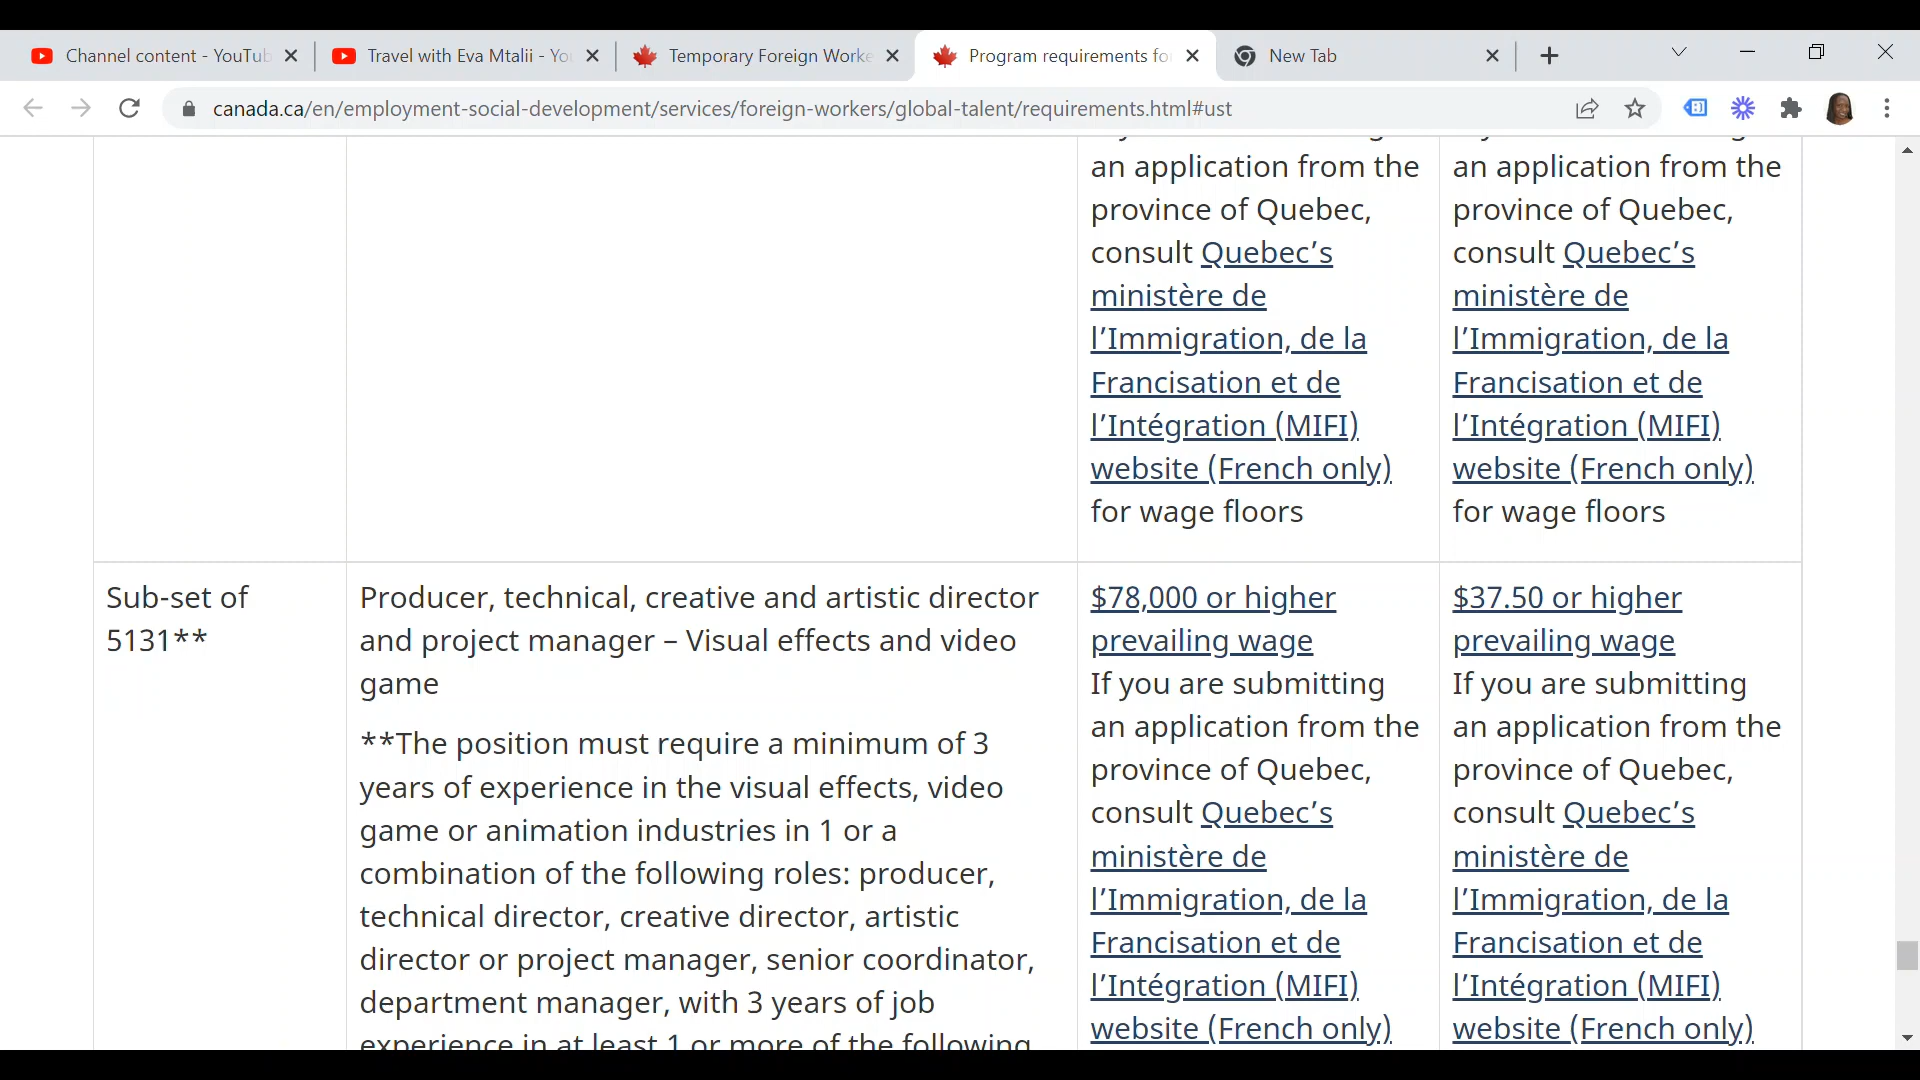 Channel content - YouTub
Travel with Eva Mtalii - Yo
Temporary Foreign Worke
Program requirements fo
New Tab
canada.ca/en/employment-social-development/services/foreign-workers/global-talent/requirements.html#ust
an application from the
province of Quebec,
consult Quebec’s
ministère de
l’Immigration, de la
Francisation et de
l’Intégration (MIFI)
website (French only)
for wage floors
an application from the
province of Quebec,
consult Quebec’s
ministère de
l’Immigration, de la
Francisation et de
l’Intégration (MIFI)
website (French only)
for wage floors
Sub-set of
5131**
Producer, technical, creative and artistic director
and project manager – Visual effects and video
game
**The position must require a minimum of 3
years of experience in the visual effects, video
game or animation industries in 1 or a
combination of the following roles: producer,
technical director, creative director, artistic
director or project manager, senior coordinator,
department manager, with 3 years of job
experience in at least 1 or more of the following
$78,000 or higher
prevailing wage
If you are submitting
an application from the
province of Quebec,
consult Quebec’s
ministère de
l’Immigration, de la
Francisation et de
l’Intégration (MIFI)
website (French only)
$37.50 or higher
prevailing wage
If you are submitting
an application from the
province of Quebec,
consult Quebec’s
ministère de
l’Immigration, de la
Francisation et de
l’Intégration (MIFI)
website (French only)